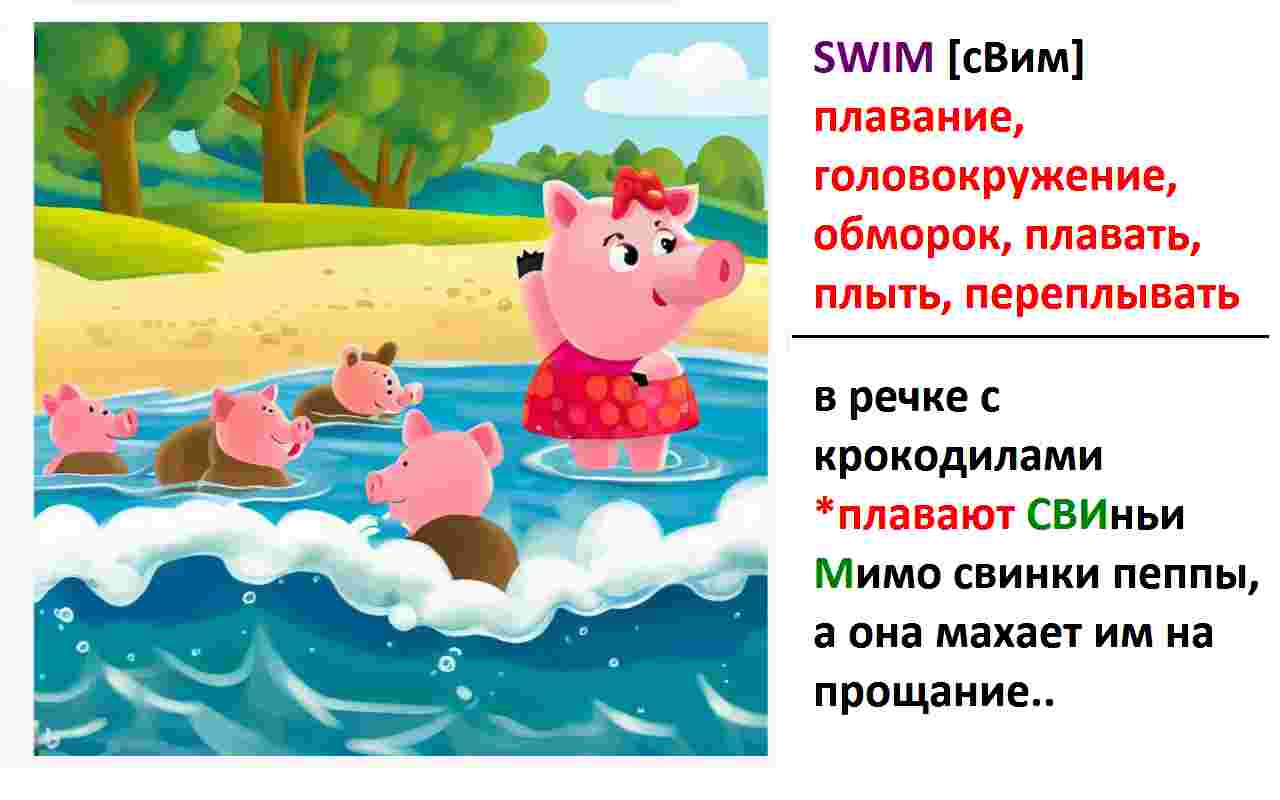 SWIM [сВим]
плавание,
головокружение,
обморок, плавать,
плыть, переплывать
в речке с
крокодилами
*плавают СВИньи
Мимо свинки пеппы,
а она махает им на
прощание..